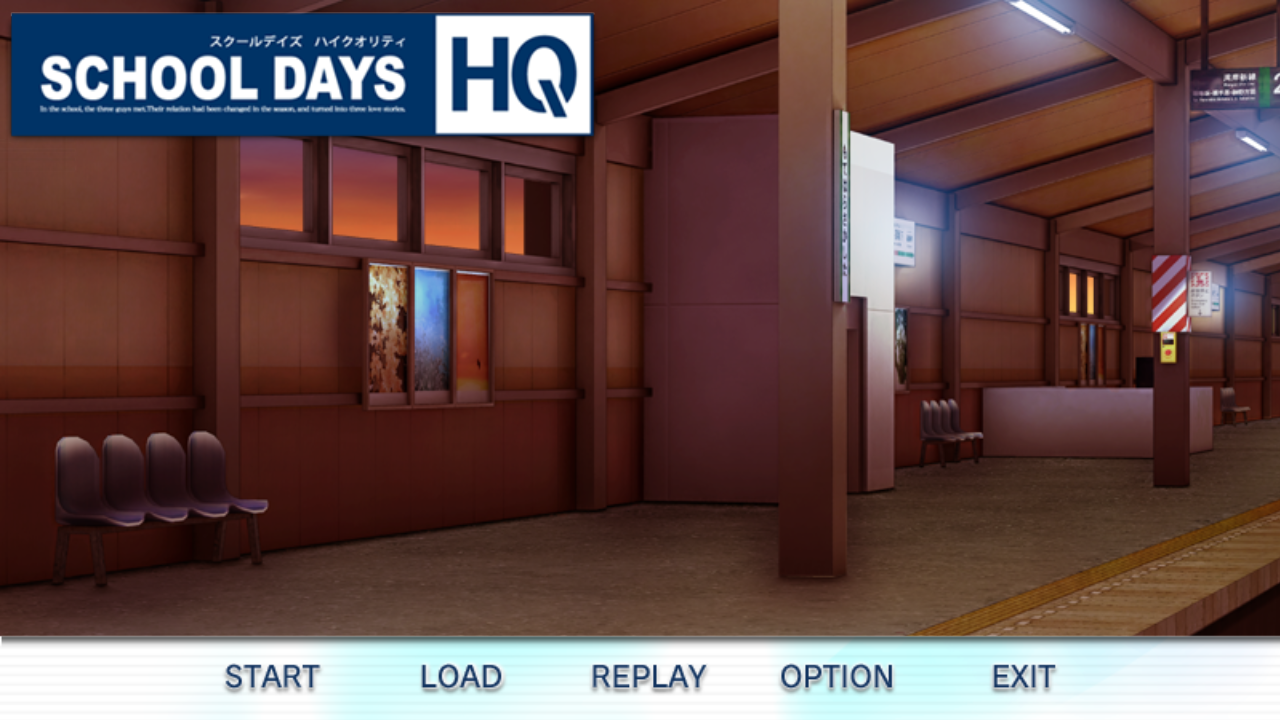 スクールデイズ ハイクオリティ
SCHOOL DAYS
HQ
In the school, the three guys met.Their relation had been changed in the season, and turned into three love stories.
2
START
LOAD
REPLAY
OPTION
EXIT